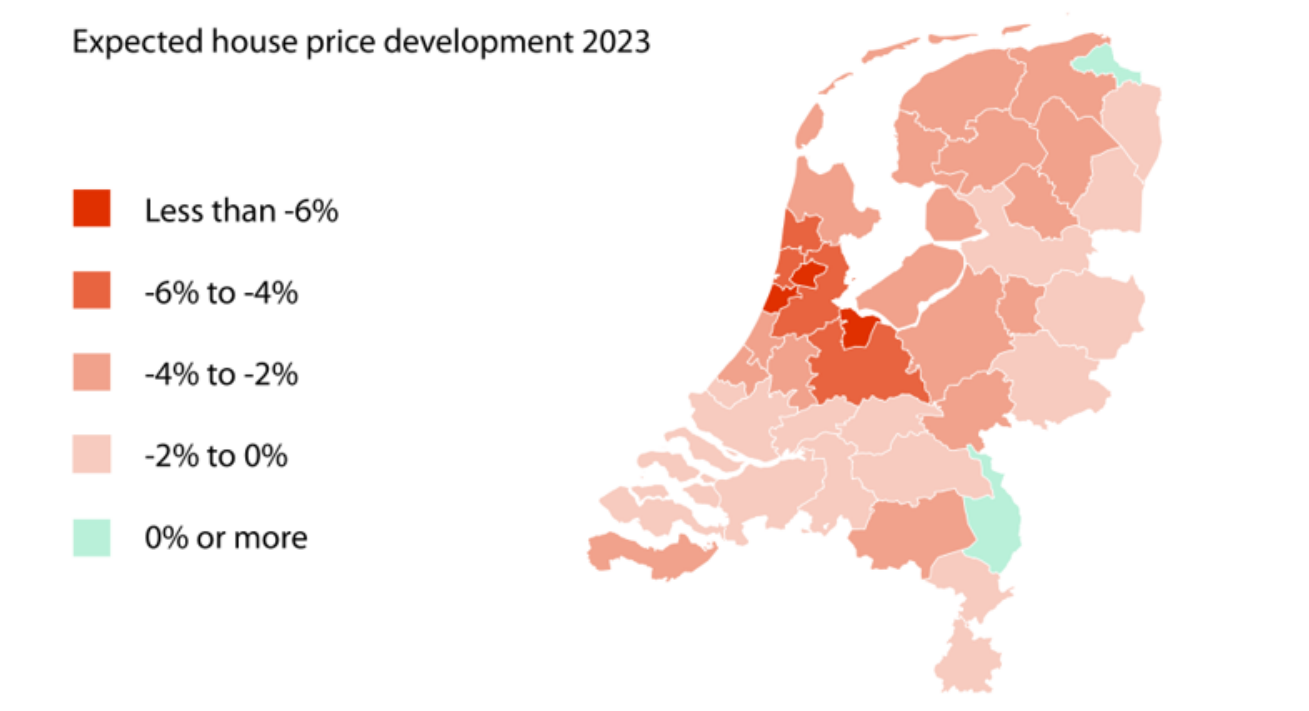 Expected house price development 2023
Less than -6%
-6% to -4%
-4% to -2%
-2% to 0%
0% or more